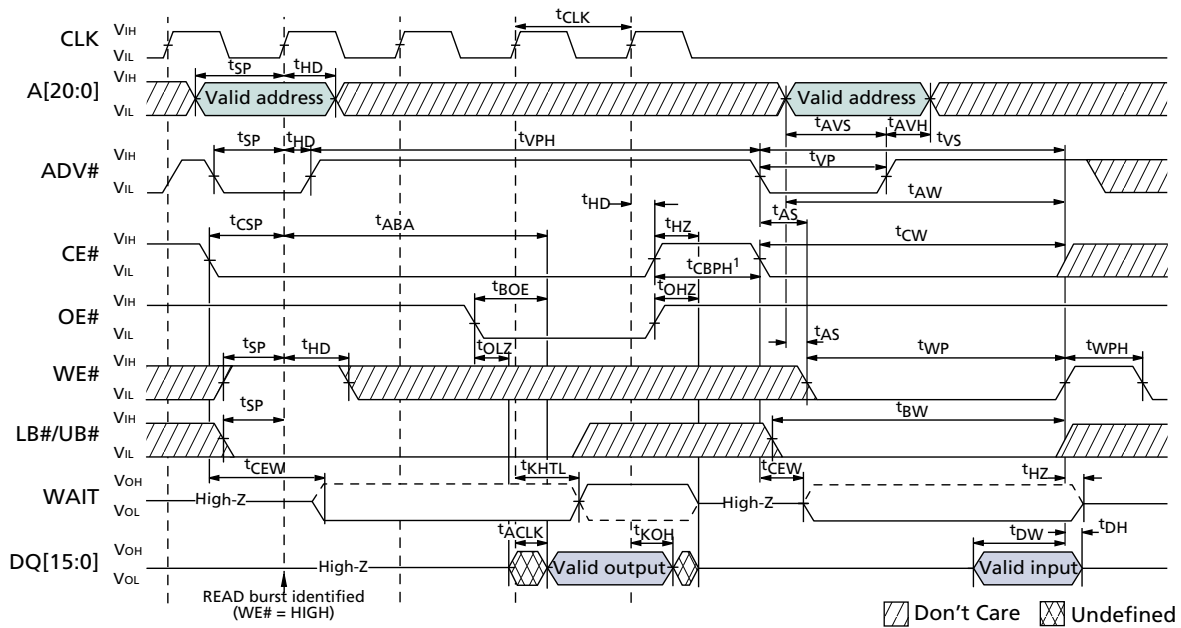 tCLK
CLK VIH
VIL
tSP tHD
A[20:0] VIH
VIL
Valid address Valid address
tAVS tAVH
tSP tHD tVPH tVS
ADV# VIH
VIL
tVP
tAW
tHD tAS
tCSP tABA tHZ tCW
CE# VIH
VIL
tCBPH1
tBOE tOHZ
OE# VIH
VIL
tOLZ tAS
tSP tHD tWP tWPH
WE# VIH
VIL
tSP tBW
LB#/UB# VIH
VIL
tCEW tKHTL tCEW tHZ
WAIT VOH
VOL
High-Z High-Z
tACLK tKOH tDW tDH
DQ[15:0] VOH
VOL
High-Z Valid output Valid input
READ burst identified
(WE# = HIGH)
Don't Care Undefined